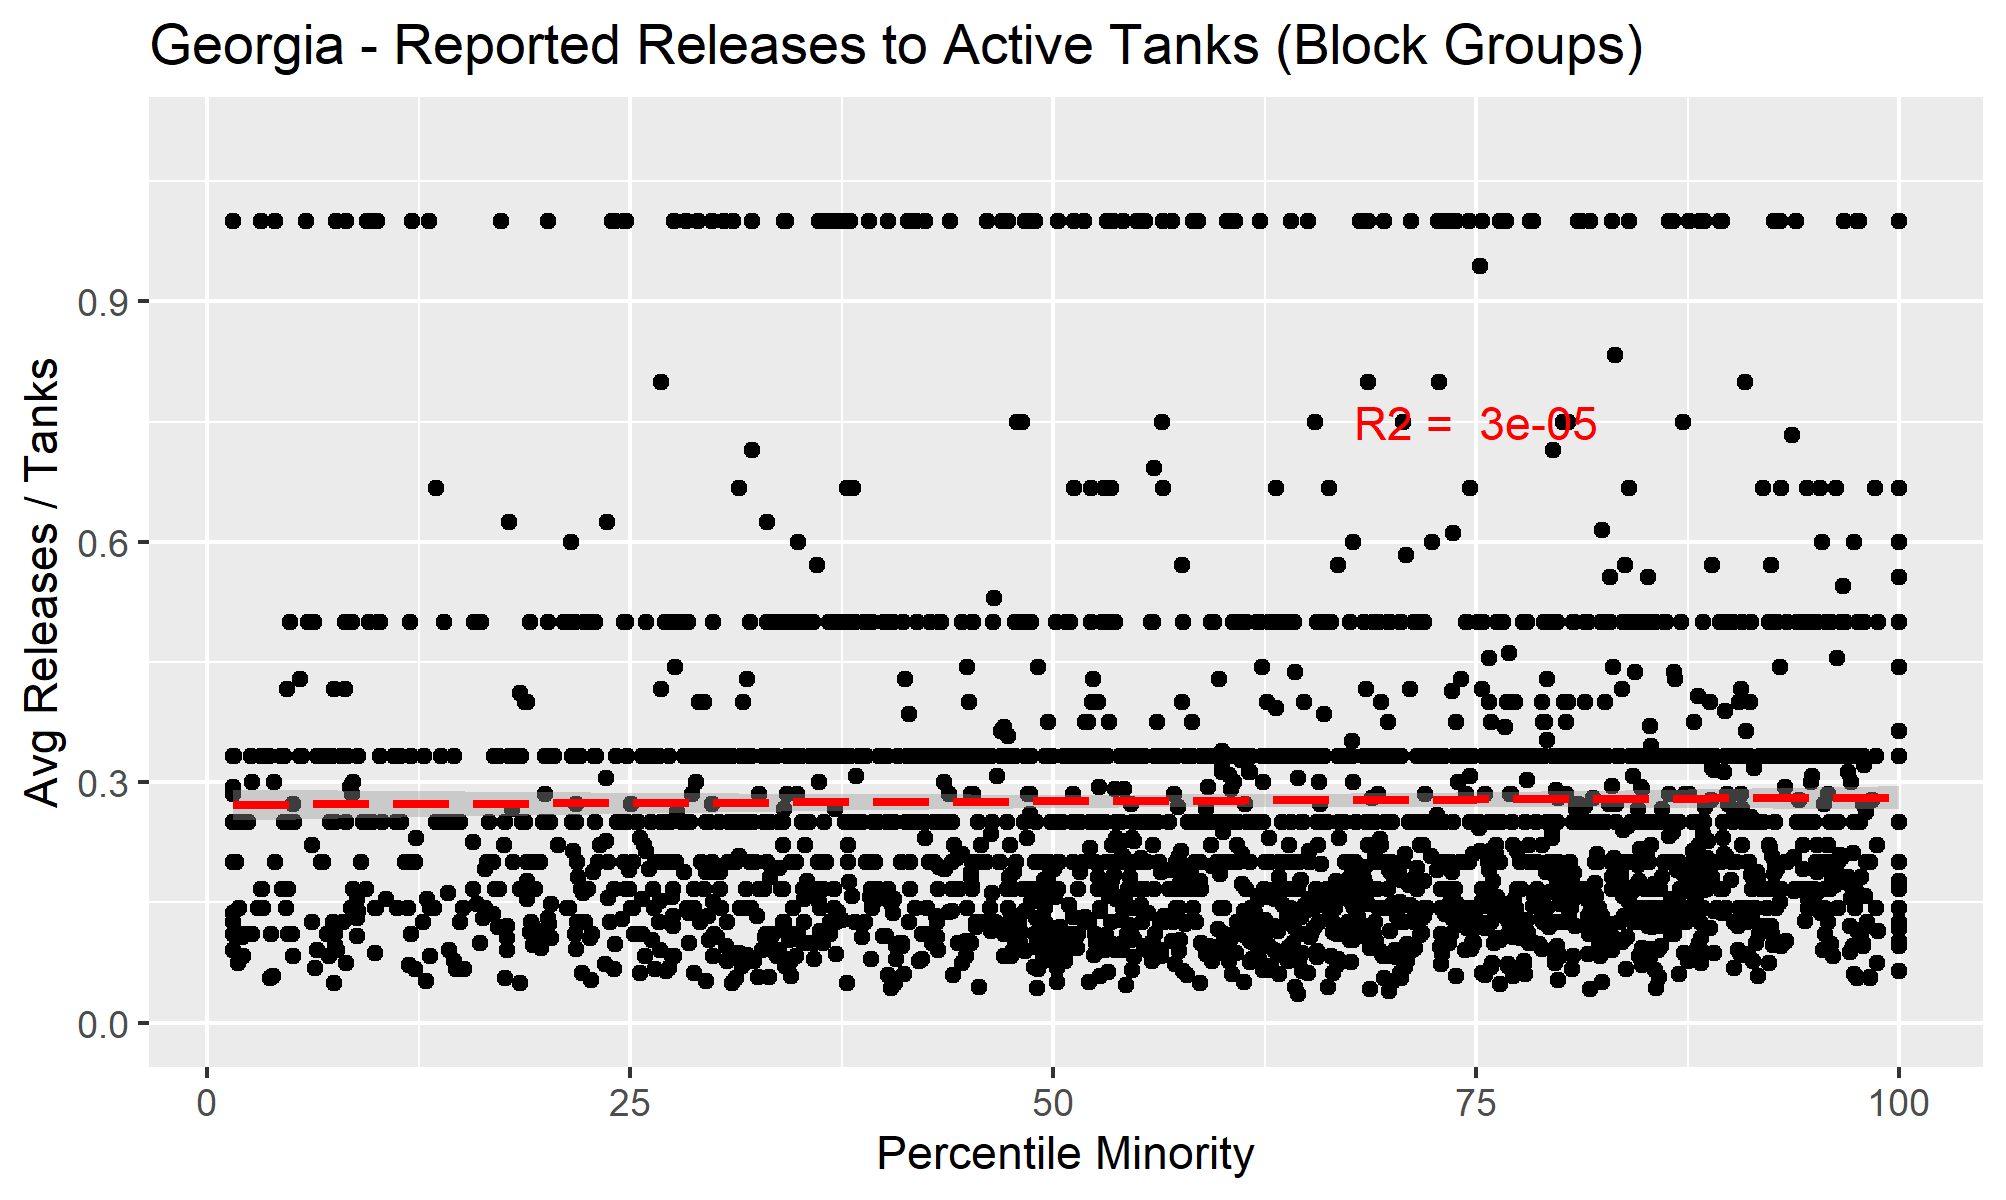 Georgia - Reported Releases to Active Tanks (Block Groups)
Avg Releases / Tanks
0.9
0.6
0.3
0.0
R2 =  3e-05
0 25 50 75 100
Percentile Minority